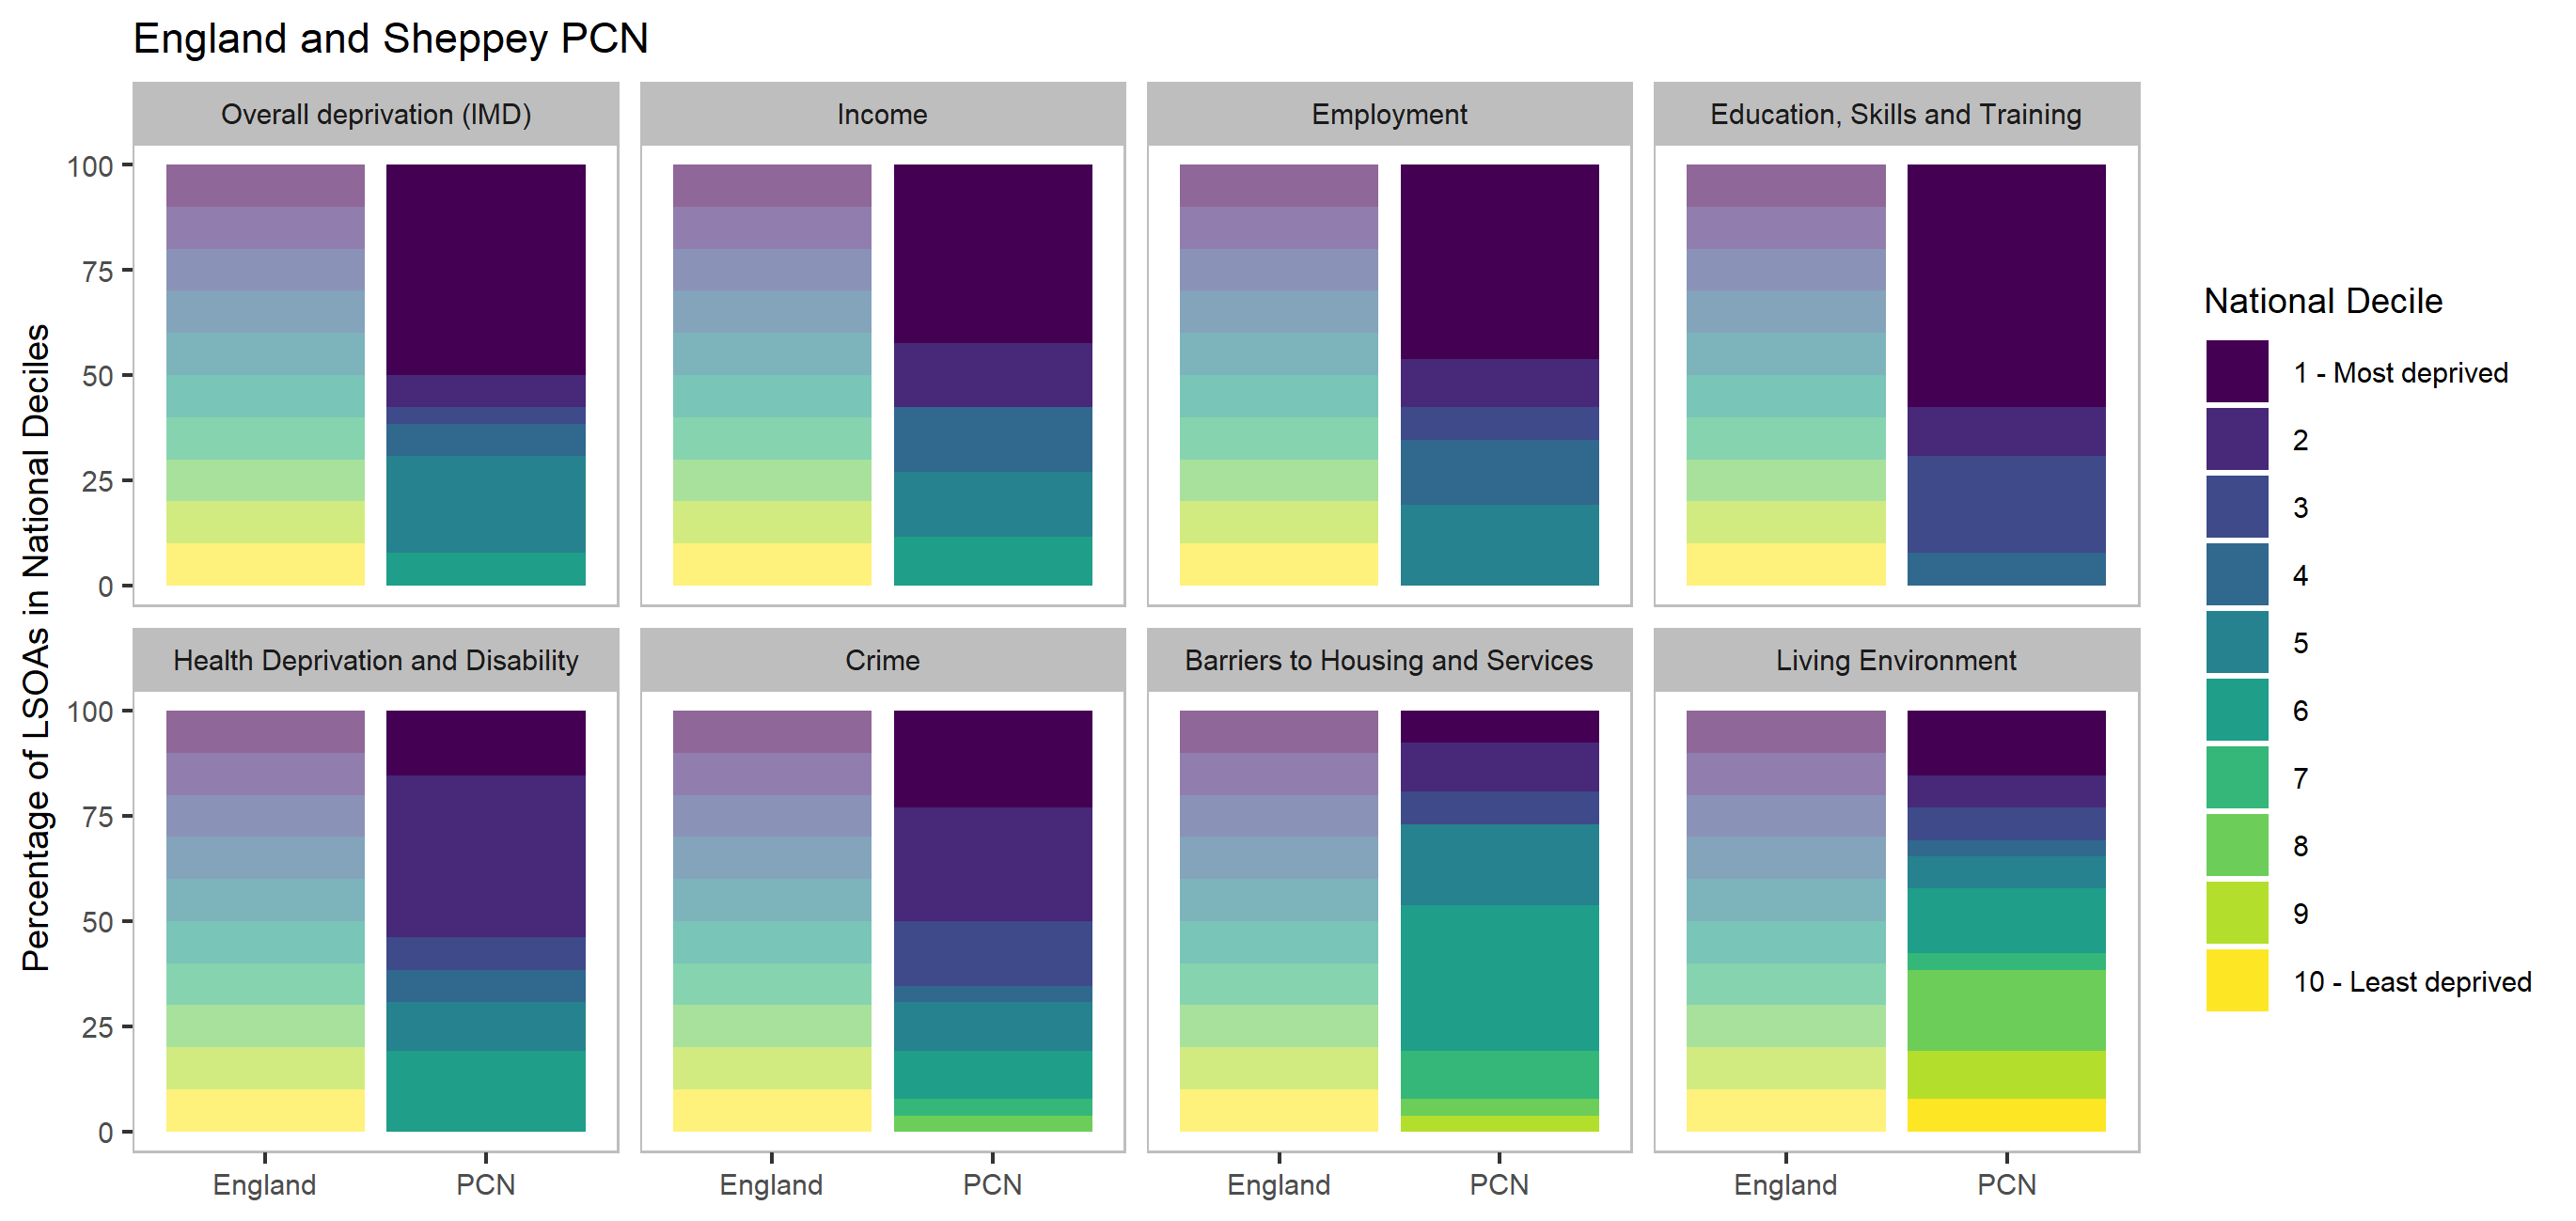 England and Sheppey PCN
Overall deprivation (IMD)
Income
Employment
Education, Skills and Training
100
75
50
25
0
Health Deprivation and Disability
Crime
Barriers to Housing and Services
Living Environment
100
75
50
25
0
England
PCN
England
PCN
England
PCN
England
PCN
Percentage of LSOAs in National Deciles
National Decile
1 - Most deprived
2
3
4
5
6
7
8
9
10 - Least deprived